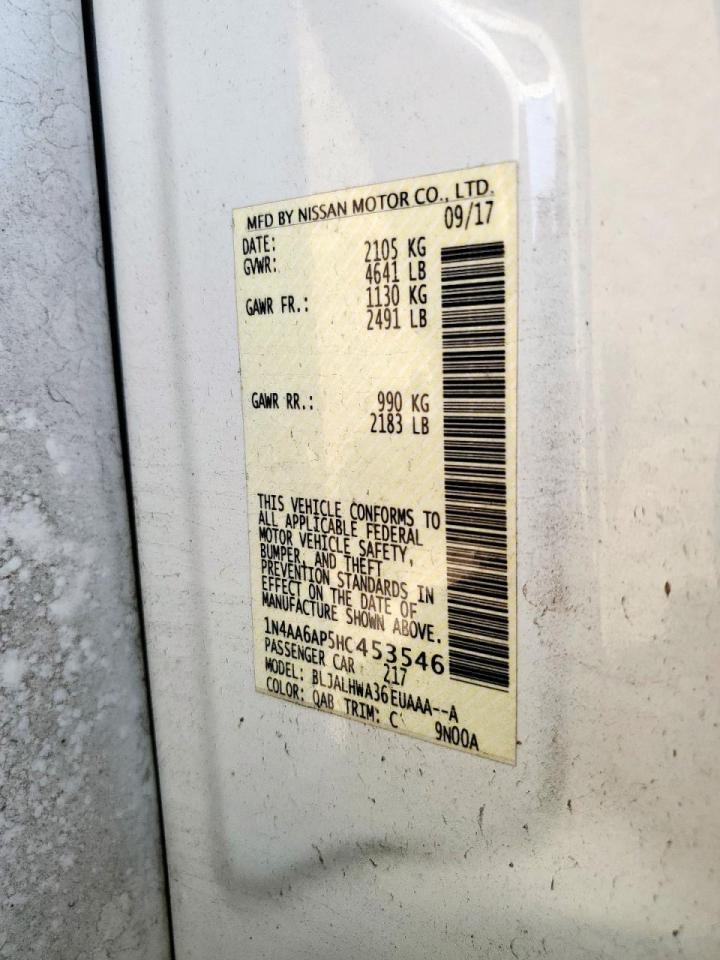 MFD BY NISSAN MOTOR CO., LTD.
DATE: 09/17
GVWR: 2105 KG
4641 LB
GAWR FR.: 1130 KG
2491 LB
GAWR RR.: 990 KG
2183 LB
THIS VEHICLE CONFORMS TO
ALL APPLICABLE FEDERAL
MOTOR VEHICLE SAFETY,
BUMPER, AND THEFT
PREVENTION STANDARDS IN
EFFECT ON THE DATE OF
MANUFACTURE SHOWN ABOVE.
1N4AA6AP5HC453546
PASSENGER CAR 217
MODEL: BLJALHWA36EUAAA--A
COLOR: QAB TRIM: C 9N00A